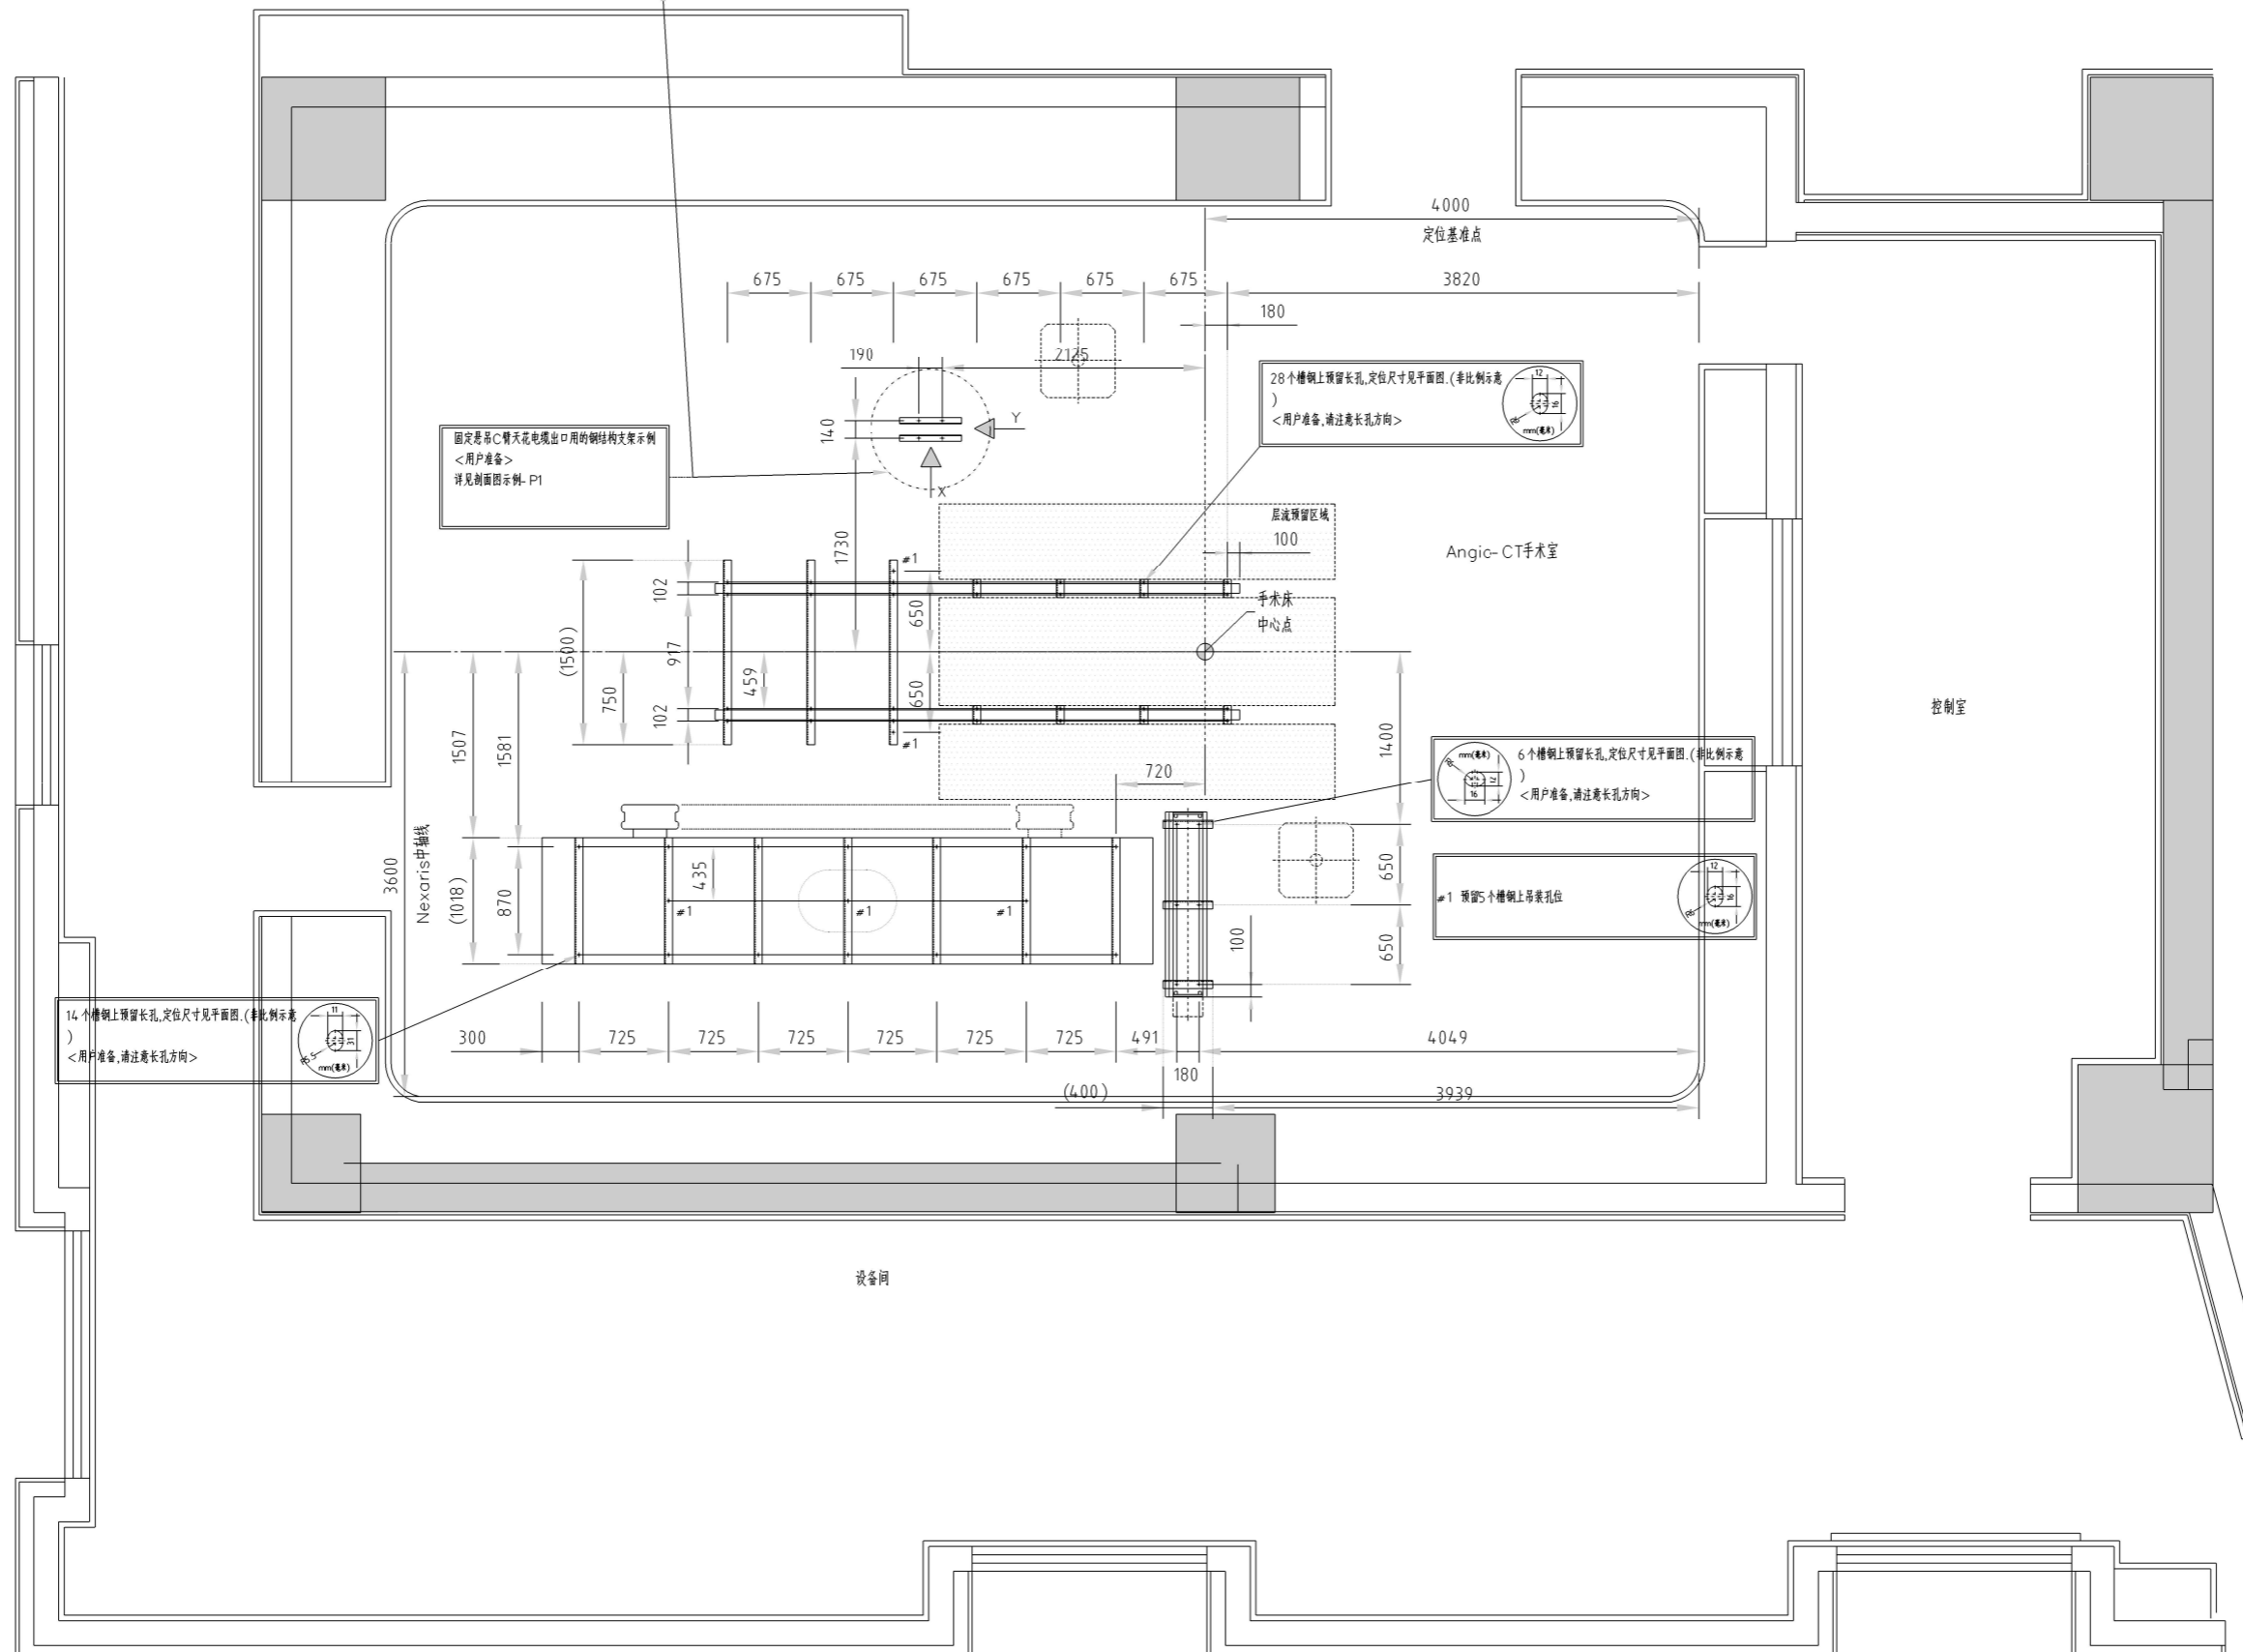 4000
定位基准点
675
675
675
675
675
675
3820
180
190
2125
140
Y
X
28个槽钢上预留长孔,定位尺寸见平面图.(非比例示意
)
<用户准备,请注意长孔方向>
12
16
R6
mm(毫米)
固定悬吊C臂天花电缆出口用的钢结构支架示例
<用户准备>
详见剖面图示例-P1
1730
层流预留区域
100
Angic-CT手术室
#1
102
650
手术床
中心点
(1500)
917
750
459
650
102
#1
控制室
1507
1581
720
1400
mm(毫米)
16
12
6个槽钢上预留长孔,定位尺寸见平面图.(非比例示意
)
<用户准备,请注意长孔方向>
3600
Nexaris中轴线
(1018)
870
435
#1
#1
#1
650
650
100
#1 预留5个槽钢上吊装孔位
12
16
R6
mm(毫米)
14个槽钢上预留长孔,定位尺寸见平面图.(非比例示意
)
<用户准备,请注意长孔方向>
11
31
R5.5
mm(毫米)
300
725
725
725
725
725
725
491
4049
180
(400)
3939
设备间